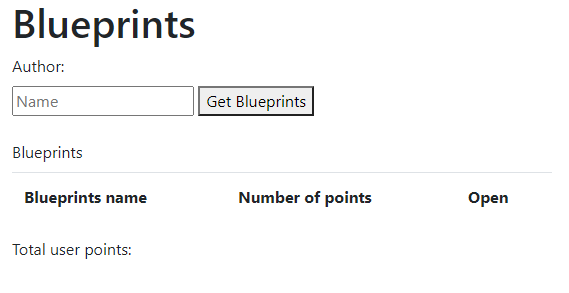 Blueprints
Author:
Name Get Blueprints
Blueprints
Blueprints name Number of points Open
Total user points: